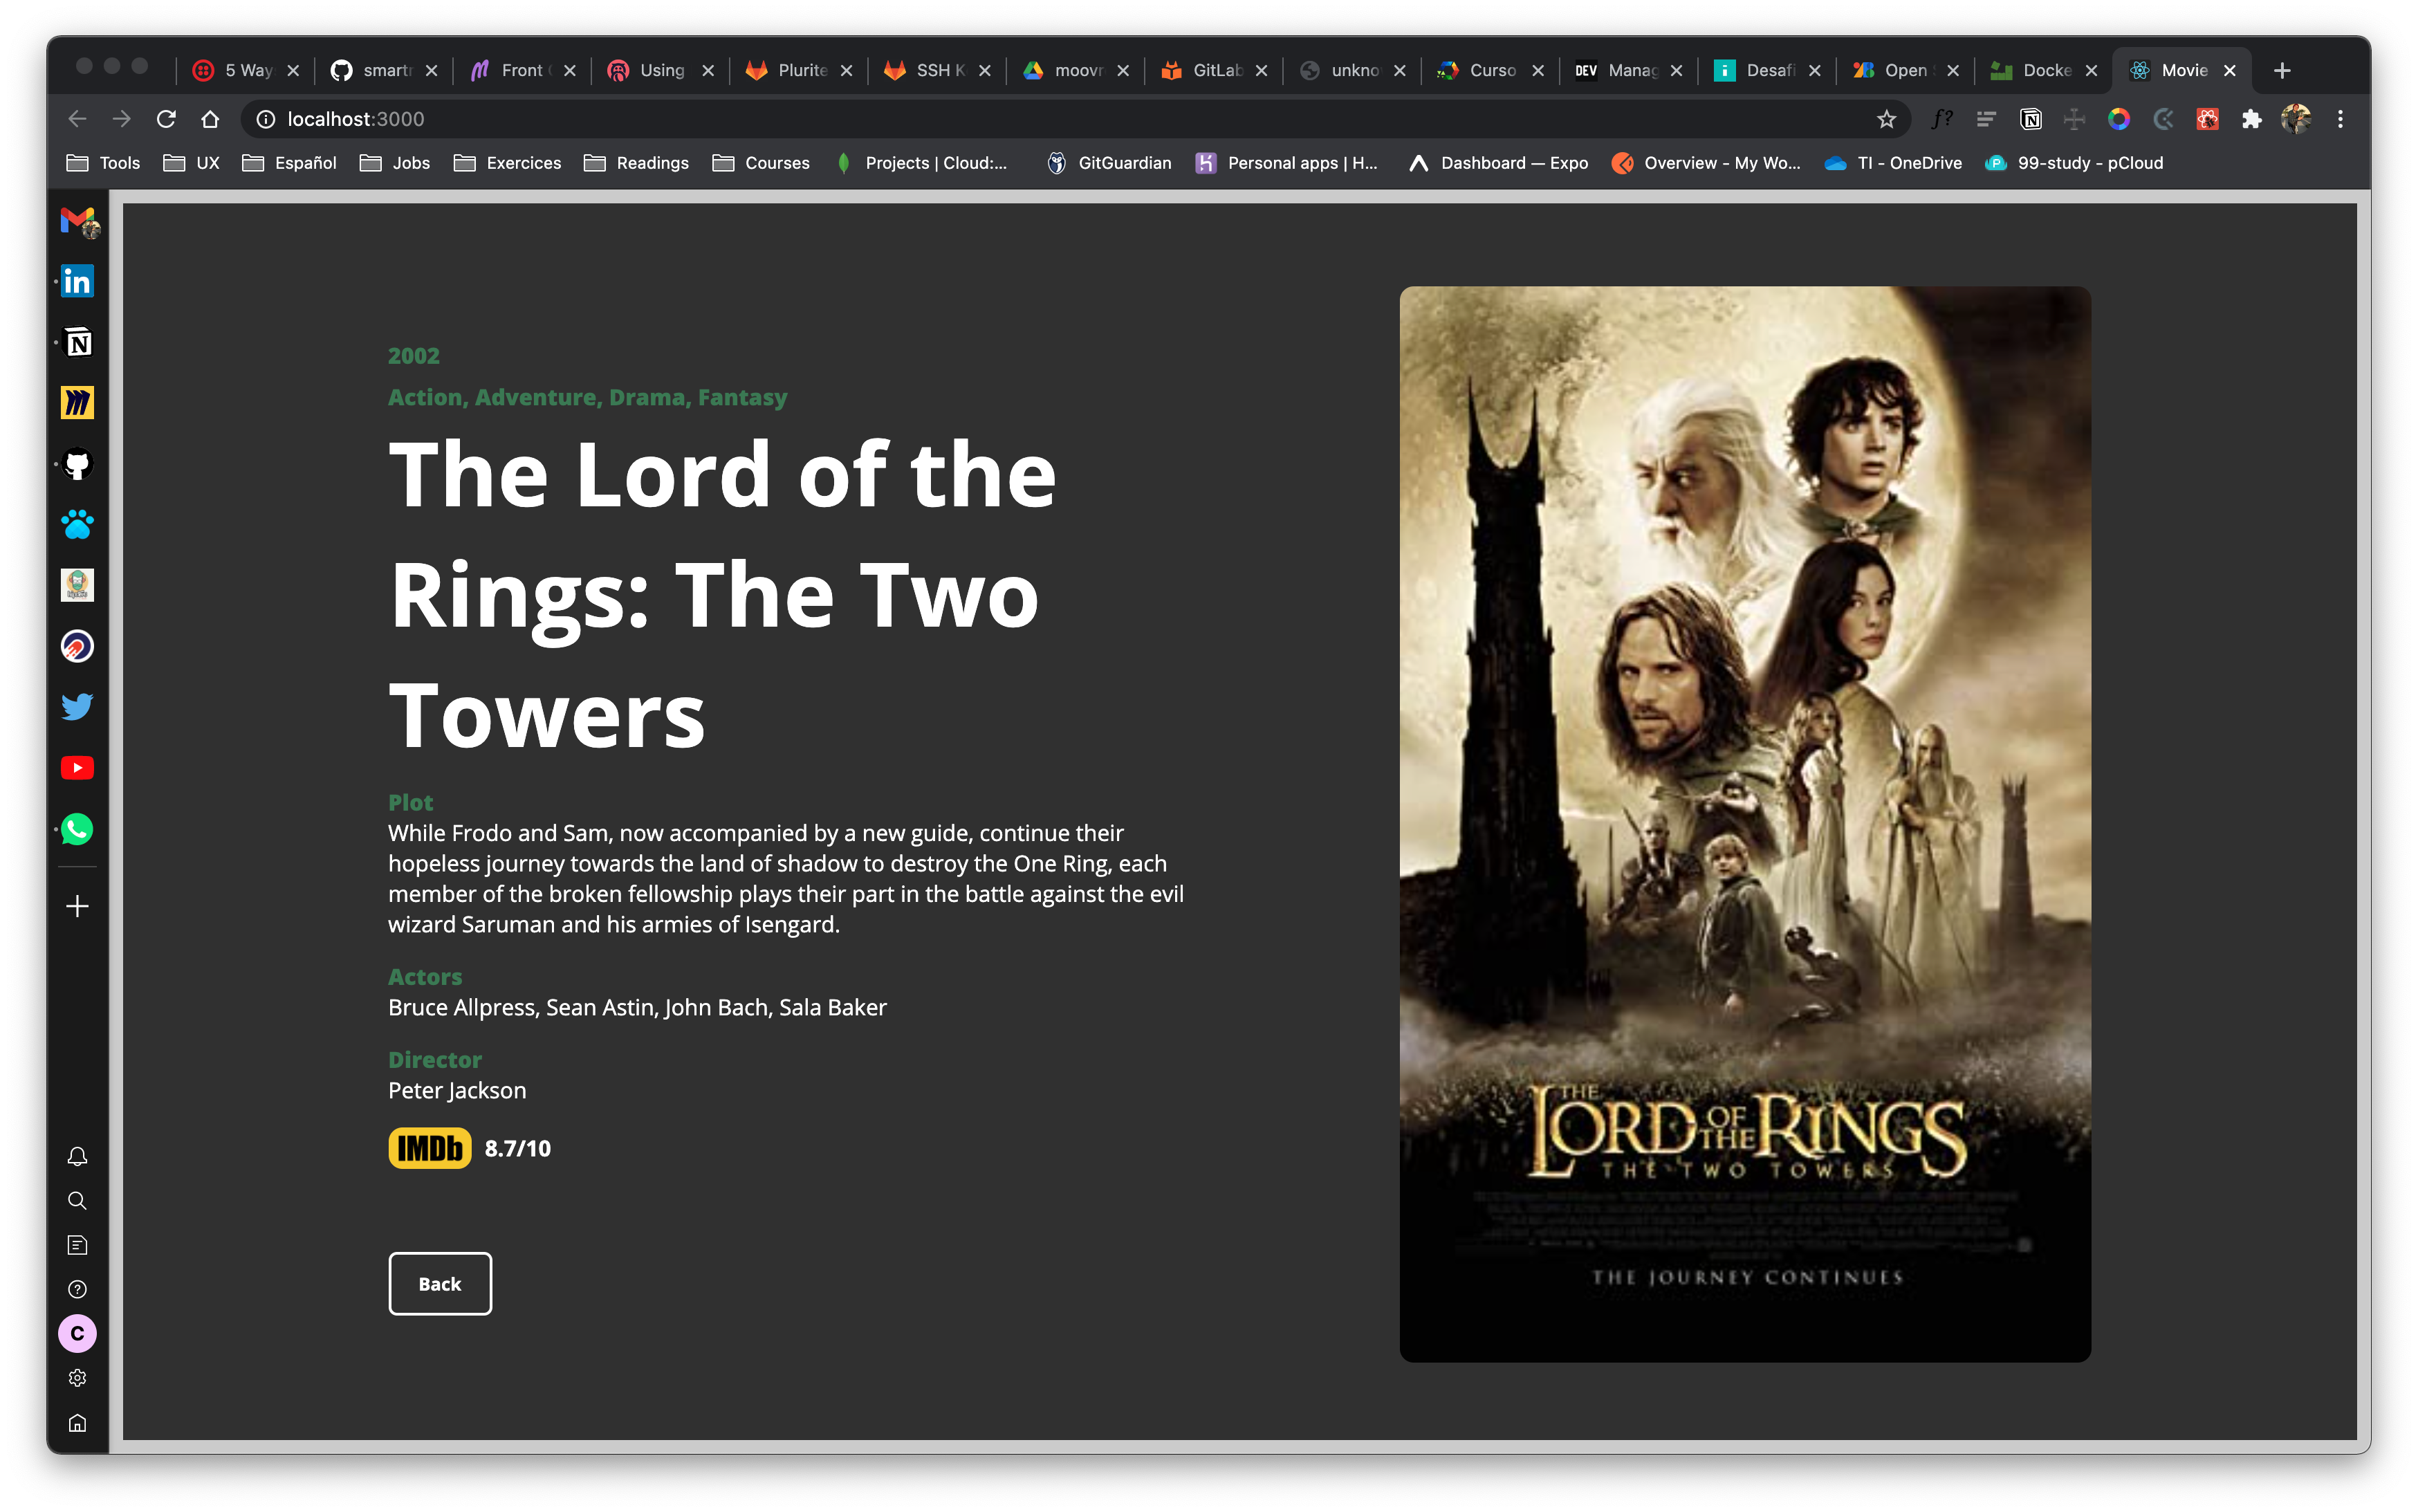 5 Way
smartr
Front
Using
Plurite
SSH K
moovr
GitLab
unkno
Curso
DEV
Manag
Desafi
Open
Docke
Movie
localhost:3000
f?
Tools
UX
Español
Jobs
Exercices
Readings
Courses
Projects | Cloud:...
GitGuardian
Personal apps | H...
Dashboard — Expo
Overview - My Wo...
TI - OneDrive
99-study - pCloud
in
N
C
2002
Action, Adventure, Drama, Fantasy
The Lord of the
Rings: The Two
Towers
Plot
While Frodo and Sam, now accompanied by a new guide, continue their
hopeless journey towards the land of shadow to destroy the One Ring, each
member of the broken fellowship plays their part in the battle against the evil
wizard Saruman and his armies of Isengard.
Actors
Bruce Allpress, Sean Astin, John Bach, Sala Baker
Director
Peter Jackson
IMDb 8.7/10
Back
THE LORD OF THE RINGS
THE TWO TOWERS
THE JOURNEY CONTINUES